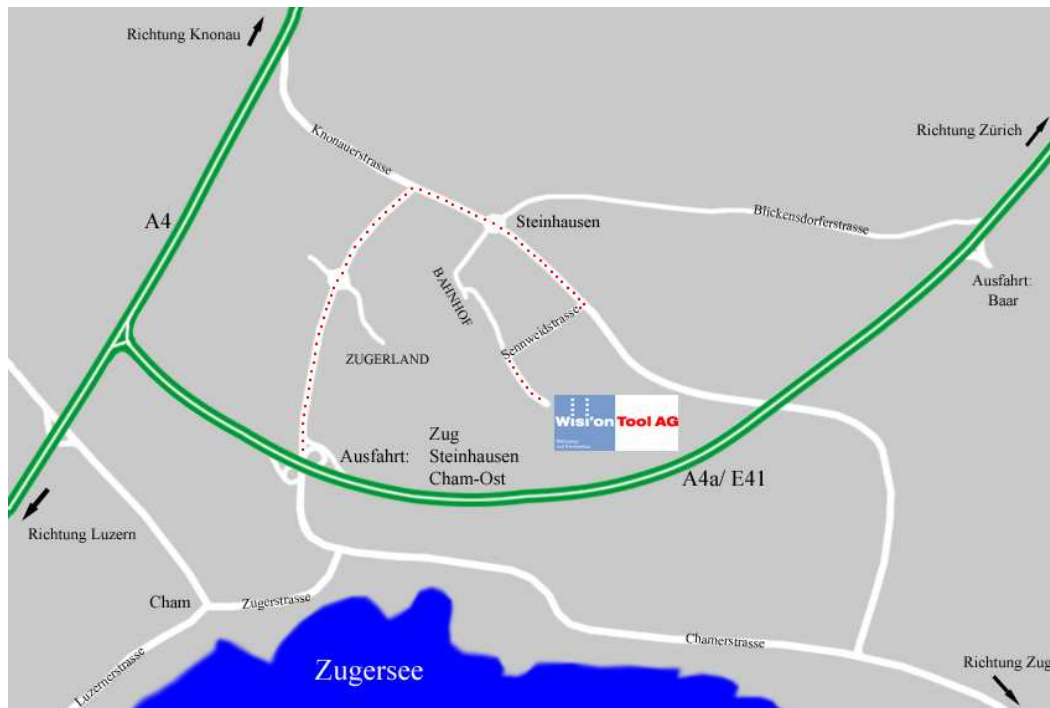 Richtung Knonau
Richtung Zürich
Knonauerstrasse
A4
Steinhausen
Blickensdorferstrasse
BAHNHOF
Ausfahrt:
Baar
Sennweidstrasse
ZUGERLAND
Wisi'on Tool AG
Ausfahrt:
Zug
Steinhausen
Cham-Ost
A4a/ E41
Richtung Luzern
Cham
Zugerstrasse
Chamerstrasse
Luzernerstrasse
Zugersee
Richtung Zug